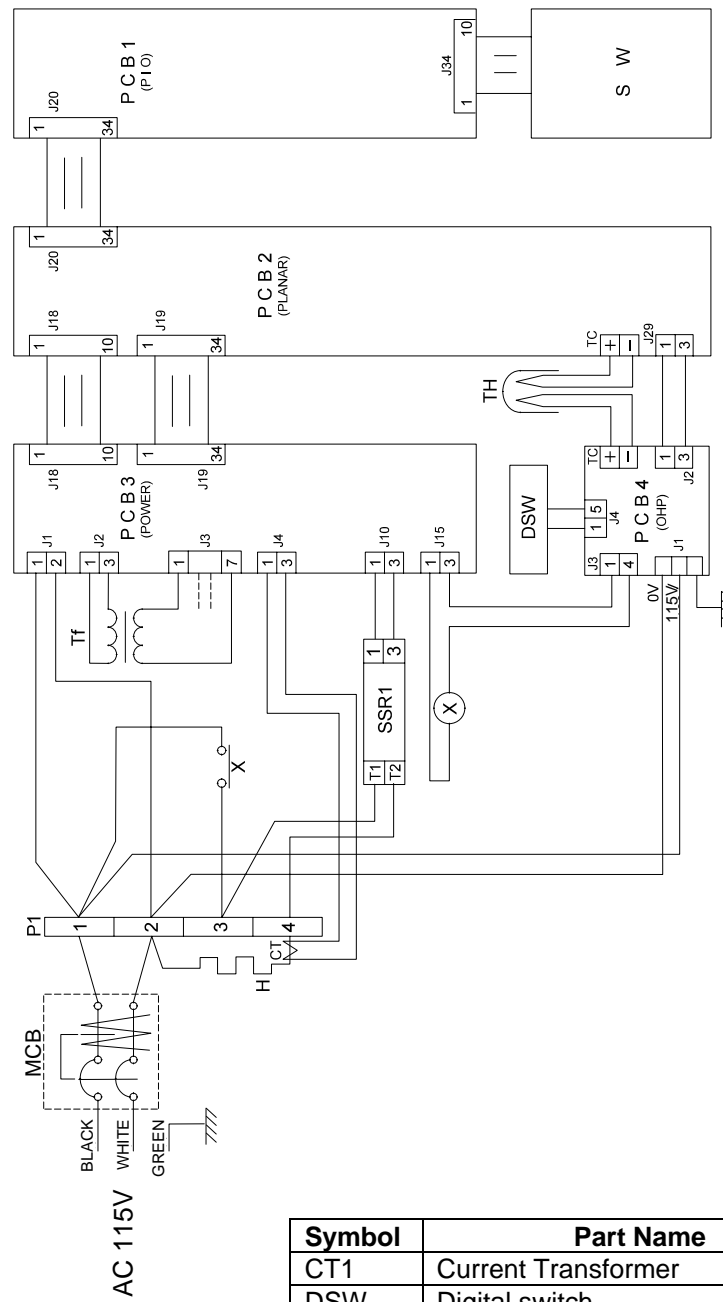 AC 115V
BLACK
WHITE
GREEN
MCB
P1
1
2
3
4
H
CT
X
Tf
SSR1
T1
T2
1
3
X
PCB3
(POWER)
J1
1
2
J2
1
3
J3
1
7
J4
1
3
J10
1
3
J15
1
3
J18
1
10
J19
1
34
DSW
PCB4
(OHP)
J3
1
4
J4
1
5
J1
0V
115V
TC
+
−
J2
1
3
TH
PCB2
(PLANAR)
J18
1
10
J19
1
34
TC
+
−
J29
1
3
J20
1
34
PCB1
(PIO)
J20
1
34
J34
1
10
SW
Symbol Part Name
CT1 Current Transformer
DSW Digital switch